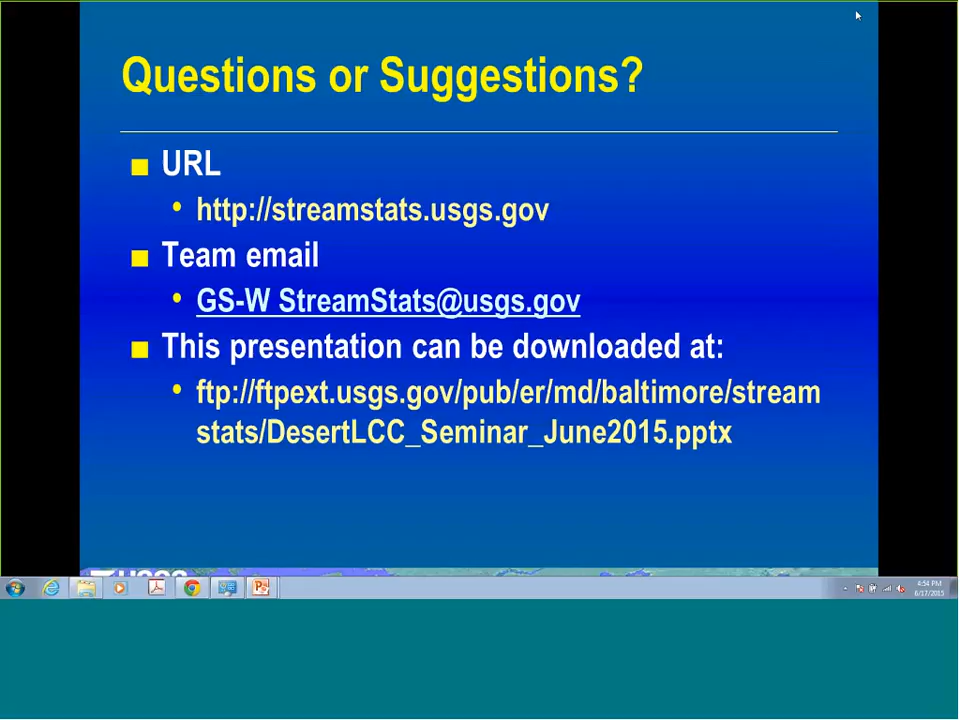 Questions or Suggestions?
■ URL
• http://streamstats.usgs.gov
■ Team email
• GS-W StreamStats@usgs.gov
■ This presentation can be downloaded at:
• ftp://ftpext.usgs.gov/pub/er/md/baltimore/stream
stats/DesertLCC_Seminar_June2015.pptx
4:54 PM
6/17/2015